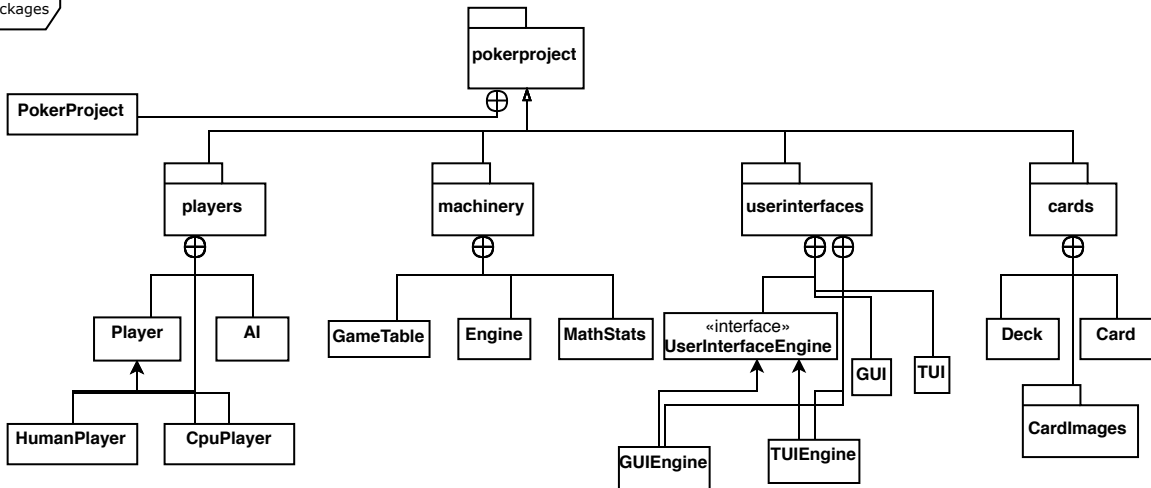 ckages
pokerproject
PokerProject
players
machinery
userinterfaces
cards
Player
AI
GameTable
Engine
MathStats
«interface»
UserInterfaceEngine
GUI
TUI
Deck
Card
HumanPlayer
CpuPlayer
GUIEngine
TUIEngine
CardImages